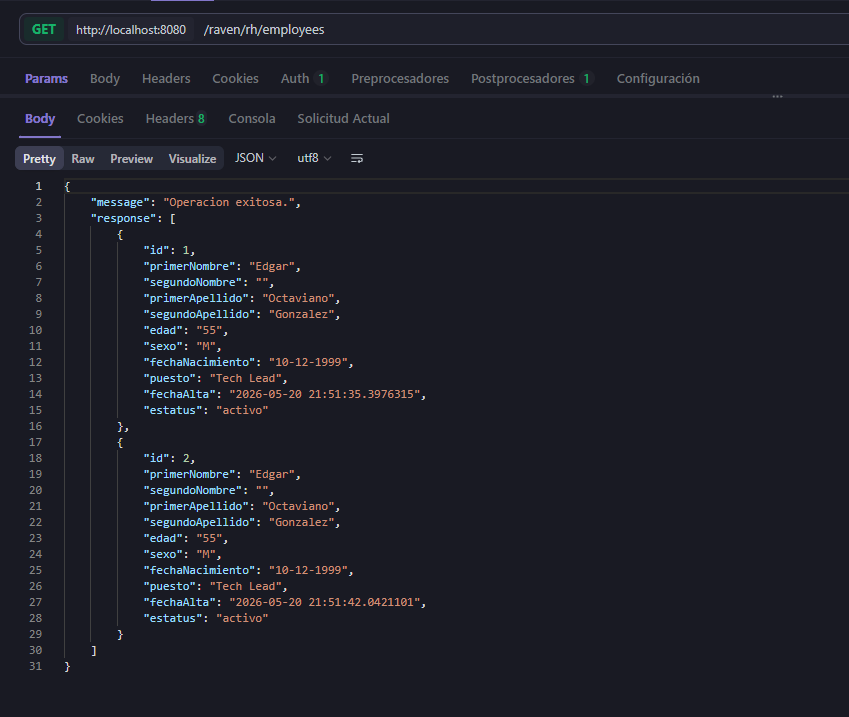 GET http://localhost:8080 /raven/rh/employees
Params Body Headers Cookies Auth 1 Preprocesadores Postprocesadores 1 Configuración
Body Cookies Headers 8 Consola Solicitud Actual
Pretty Raw Preview Visualize JSON utf8
1 {
2 "message": "Operacion exitosa.",
3 "response": [
4 {
5 "id": 1,
6 "primerNombre": "Edgar",
7 "segundoNombre": "",
8 "primerApellido": "Octaviano",
9 "segundoApellido": "Gonzalez",
10 "edad": "55",
11 "sexo": "M",
12 "fechaNacimiento": "10-12-1999",
13 "puesto": "Tech Lead",
14 "fechaAlta": "2026-05-20 21:51:35.3976315",
15 "estatus": "activo"
16 },
17 {
18 "id": 2,
19 "primerNombre": "Edgar",
20 "segundoNombre": "",
21 "primerApellido": "Octaviano",
22 "segundoApellido": "Gonzalez",
23 "edad": "55",
24 "sexo": "M",
25 "fechaNacimiento": "10-12-1999",
26 "puesto": "Tech Lead",
27 "fechaAlta": "2026-05-20 21:51:42.0421101",
28 "estatus": "activo"
29 }
30 ]
31 }